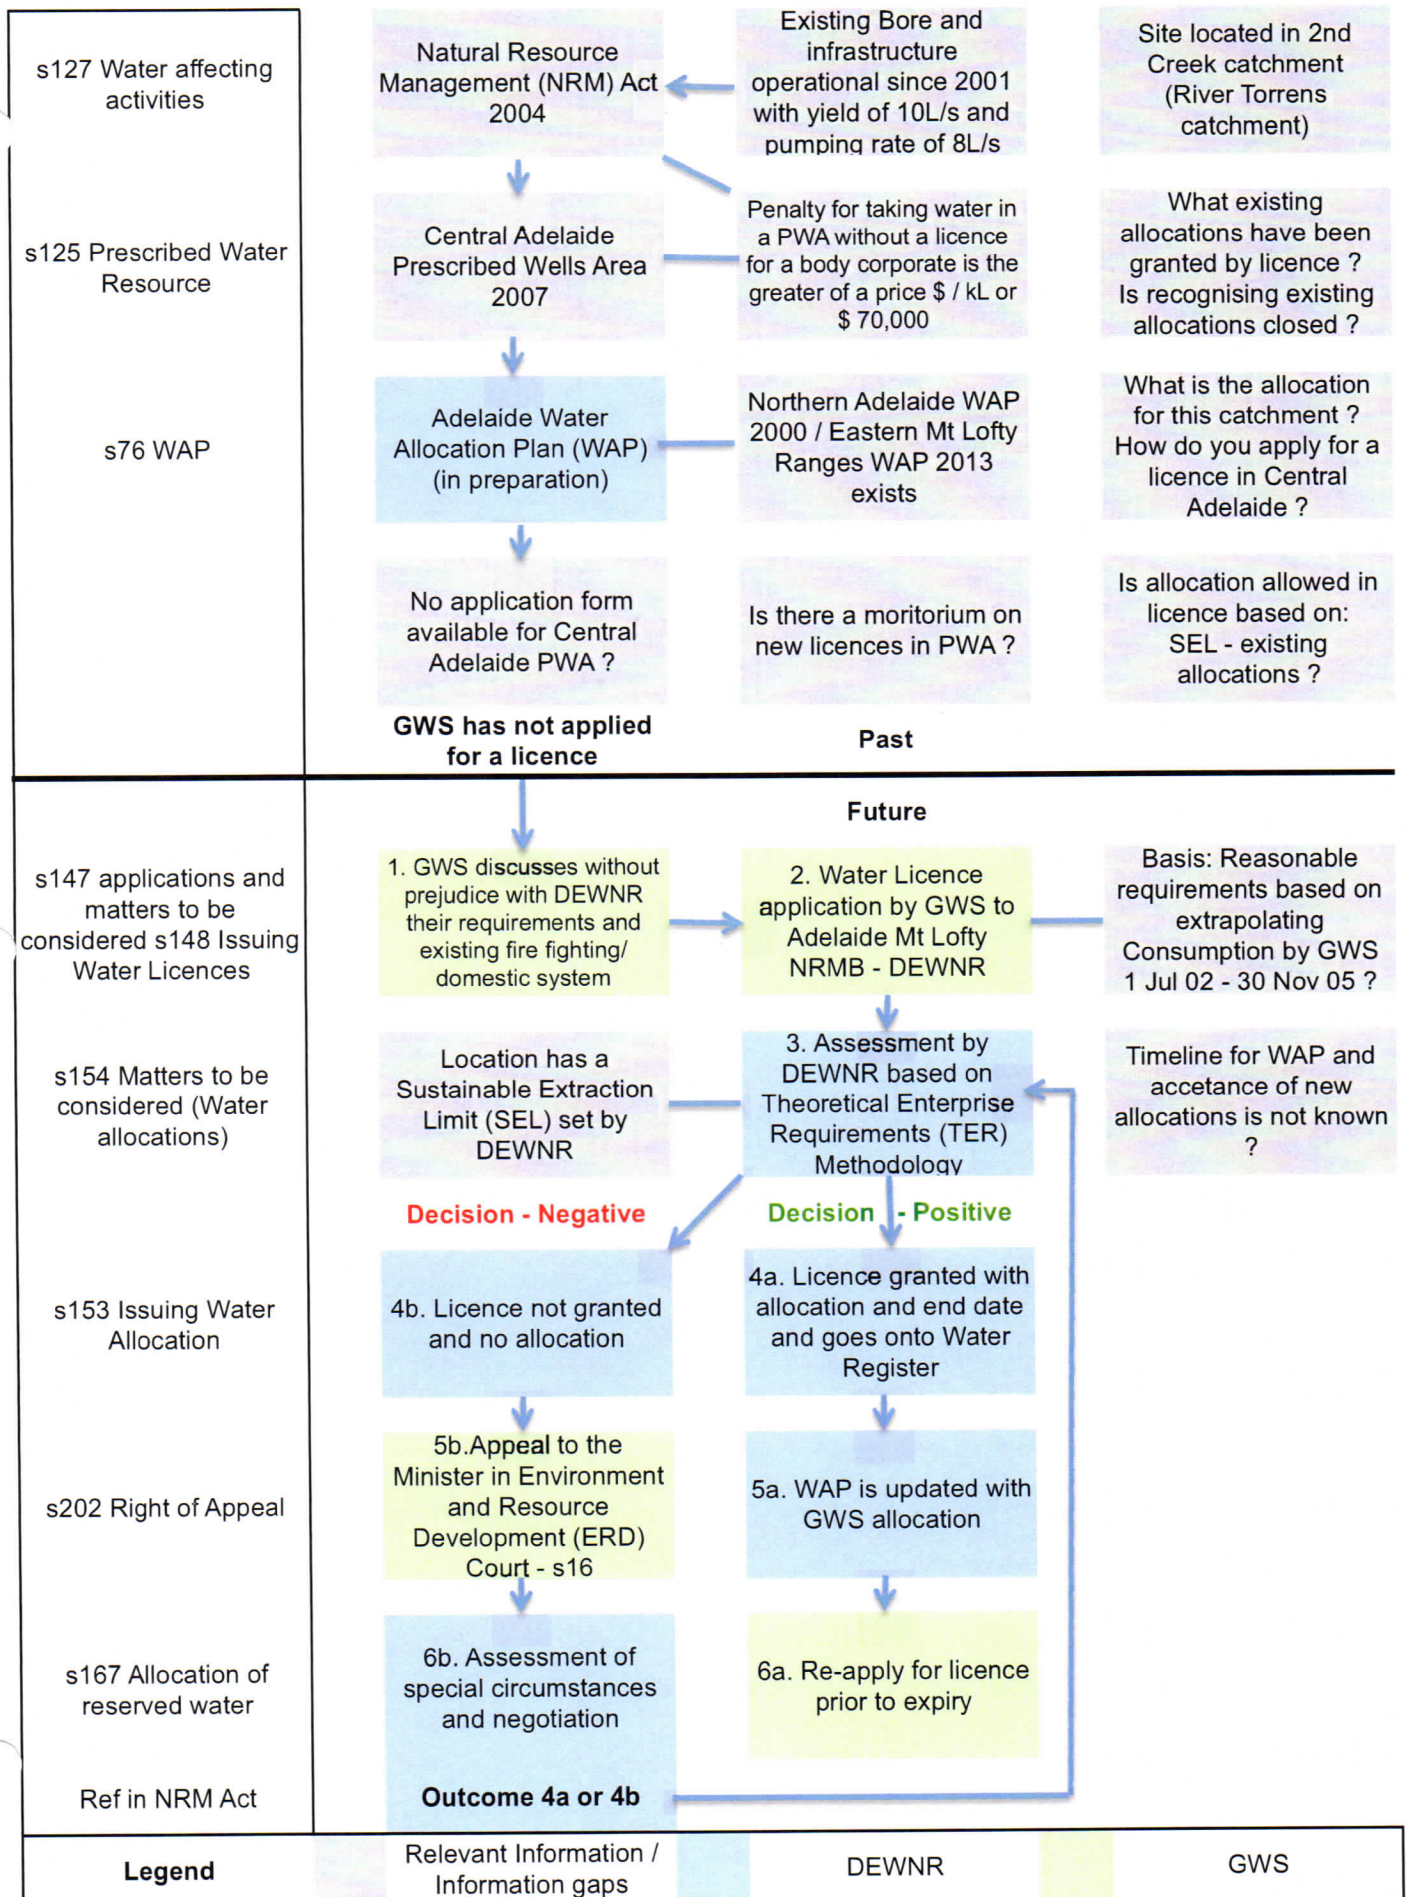 s127 Water affecting
activities
Natural Resource
Management (NRM) Act
2004
Existing Bore and
infrastructure
operational since 2001
with yield of 10L/s and
pumping rate of 8L/s
Site located in 2nd
Creek catchment
(River Torrens
catchment)
s125 Prescribed Water
Resource
Central Adelaide
Prescribed Wells Area
2007
Penalty for taking water in
a PWA without a licence
for a body corporate is the
greater of a price $ / kL or
$ 70,000
What existing
allocations have been
granted by licence ?
Is recognising existing
allocations closed ?
s76 WAP
Adelaide Water
Allocation Plan (WAP)
(in preparation)
Northern Adelaide WAP
2000 / Eastern Mt Lofty
Ranges WAP 2013
exists
What is the allocation
for this catchment ?
How do you apply for a
licence in Central
Adelaide ?
No application form
available for Central
Adelaide PWA ?
Is there a moritorium on
new licences in PWA ?
Is allocation allowed in
licence based on:
SEL - existing
allocations ?
GWS has not applied
for a licence
Past
Future
s147 applications and
matters to be
considered s148 Issuing
Water Licences
1. GWS discusses without
prejudice with DEWNR
their requirements and
existing fire fighting/
domestic system
2. Water Licence
application by GWS to
Adelaide Mt Lofty
NRMB - DEWNR
Basis: Reasonable
requirements based on
extrapolating
Consumption by GWS
1 Jul 02 - 30 Nov 05 ?
s154 Matters to be
considered (Water
allocations)
Location has a
Sustainable Extraction
Limit (SEL) set by
DEWNR
3. Assessment by
DEWNR based on
Theoretical Enterprise
Requirements (TER)
Methodology
Timeline for WAP and
accetance of new
allocations is not known
?
Decision - Negative
Decision - Positive
s153 Issuing Water
Allocation
4b. Licence not granted
and no allocation
4a. Licence granted with
allocation and end date
and goes onto Water
Register
s202 Right of Appeal
5b.Appeal to the
Minister in Environment
and Resource
Development (ERD)
Court - s16
5a. WAP is updated with
GWS allocation
s167 Allocation of
reserved water
6b. Assessment of
special circumstances
and negotiation
6a. Re-apply for licence
prior to expiry
Ref in NRM Act
Outcome 4a or 4b
Legend
Relevant Information /
Information gaps
DEWNR
GWS